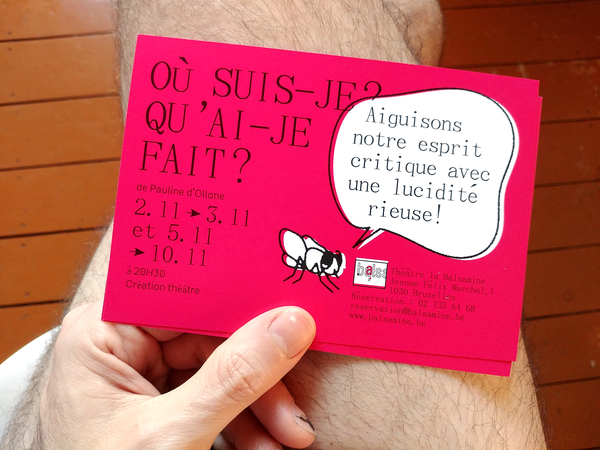 OÙ SUIS-JE?
QU'AI-JE
FAIT?
de Pauline d'Ollone
2.11➔3.11
et 5.11
➔10.11
à 20H30
Création théâtre
Aiguisons
notre esprit
critique avec
une lucidité
rieuse!
balsa
Théâtre la Balsamine
Avenue Félix Marchal,1
1030 Bruxelles
Réservation : 02 735 64 68
reservation@balsamine.be
www.balsamine.be